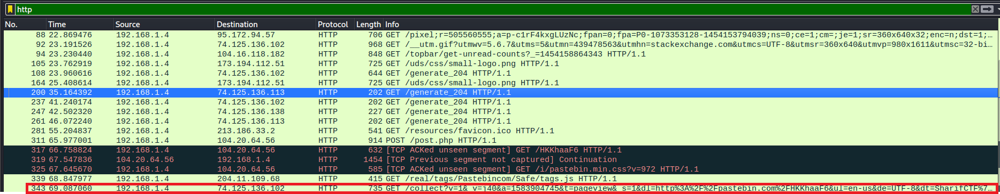 http
No. Time Source Destination Protocol Length Info
88 22.869476 192.168.1.4 95.172.94.57 HTTP 706 GET /pixel;r=505560555;a=p-c1rF4kxgLUzNc;fpan=0;fpa=P0-1073353128-1454153794039;ns=0;ce=1;cm=;je=1;sr=360x640x32;enc=n;dst=1;…
92 23.191526 192.168.1.4 74.125.136.102 HTTP 968 GET /__utm.gif?utmwv=5.6.7&utms=5&utmn=439478563&utmhn=stackexchange.com&utmcs=UTF-8&utmsr=360x640&utmvp=980x1611&utmsc=32-bi…
94 23.230440 192.168.1.4 104.16.118.182 HTTP 848 GET /topbar/get-unread-counts?_=1454158864343 HTTP/1.1
105 23.762919 192.168.1.4 173.194.112.51 HTTP 725 GET /uds/css/small-logo.png HTTP/1.1
108 23.960616 192.168.1.4 74.125.136.102 HTTP 644 GET /generate_204 HTTP/1.1
164 25.408614 192.168.1.4 173.194.112.51 HTTP 725 GET /uds/css/small-logo.png HTTP/1.1
200 35.164392 192.168.1.4 74.125.136.113 HTTP 202 GET /generate_204 HTTP/1.1
237 41.240174 192.168.1.4 74.125.136.102 HTTP 202 GET /generate_204 HTTP/1.1
247 42.502320 192.168.1.4 74.125.136.138 HTTP 227 GET /generate_204 HTTP/1.1
261 46.072240 192.168.1.4 74.125.136.113 HTTP 202 GET /generate_204 HTTP/1.1
281 55.204837 192.168.1.4 213.186.33.2 HTTP 541 GET /resources/favicon.ico HTTP/1.1
311 65.977001 192.168.1.4 104.20.64.56 HTTP 914 POST /post.php HTTP/1.1
317 66.758824 192.168.1.4 104.20.64.56 HTTP 632 [TCP ACKed unseen segment] GET /HKKhaaF6 HTTP/1.1
319 67.547836 104.20.64.56 192.168.1.4 HTTP 1454 [TCP Previous segment not captured] Continuation
325 67.645670 192.168.1.4 104.20.64.56 HTTP 585 [TCP ACKed unseen segment] GET /i/pastebin.min.css?v=972 HTTP/1.1
339 68.847977 192.168.1.4 204.11.109.68 HTTP 415 GET /real/tags/Pastebincom/Safe/tags.js HTTP/1.1
343 69.087060 192.168.1.4 74.125.136.102 HTTP 735 GET /collect?v=1&_v=j40&a=1583904745&t=pageview&_s=1&dl=http%3A%2F%2Fpastebin.com%2FHKKhaaF6&ul=en-us&de=UTF-8&dt=SharifCTF%7…